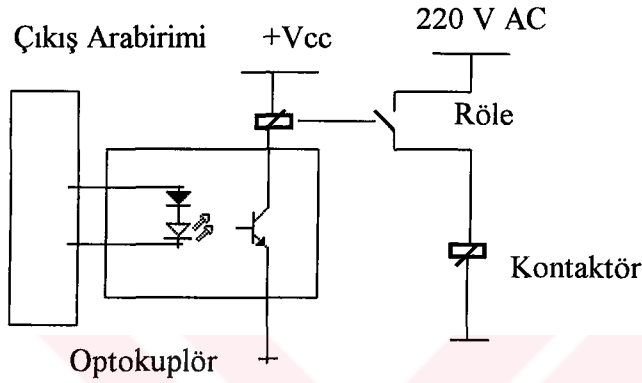 Çıkış Arabirimi
+Vcc
220 V AC
Röle
Kontaktör
Optokuplör